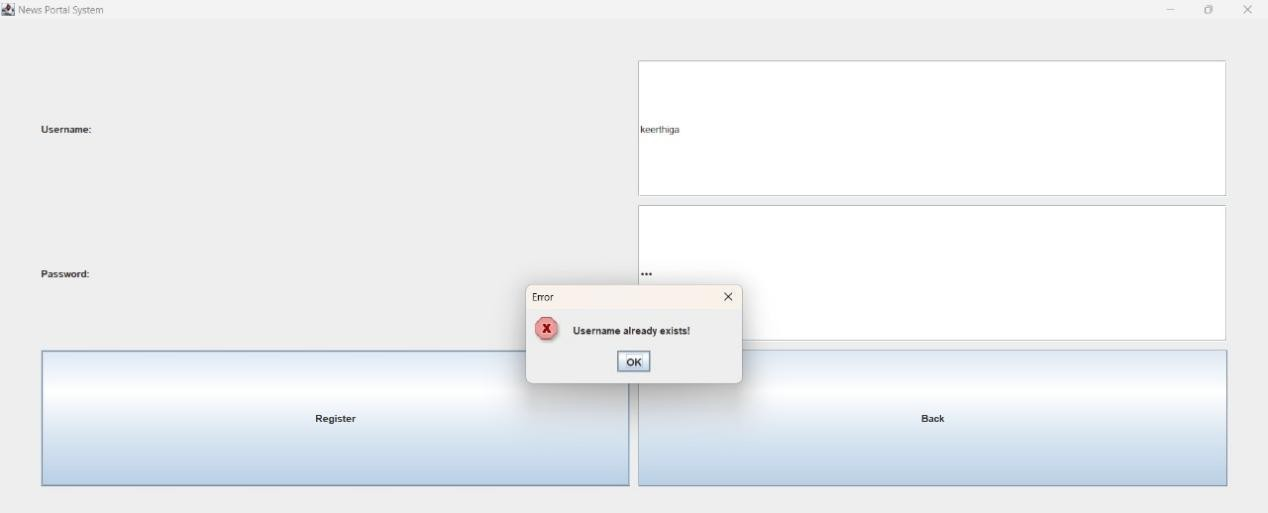 News Portal System
Username:
keerthiga
Password:
•••
Error
X
Username already exists!
OK
Register
Back